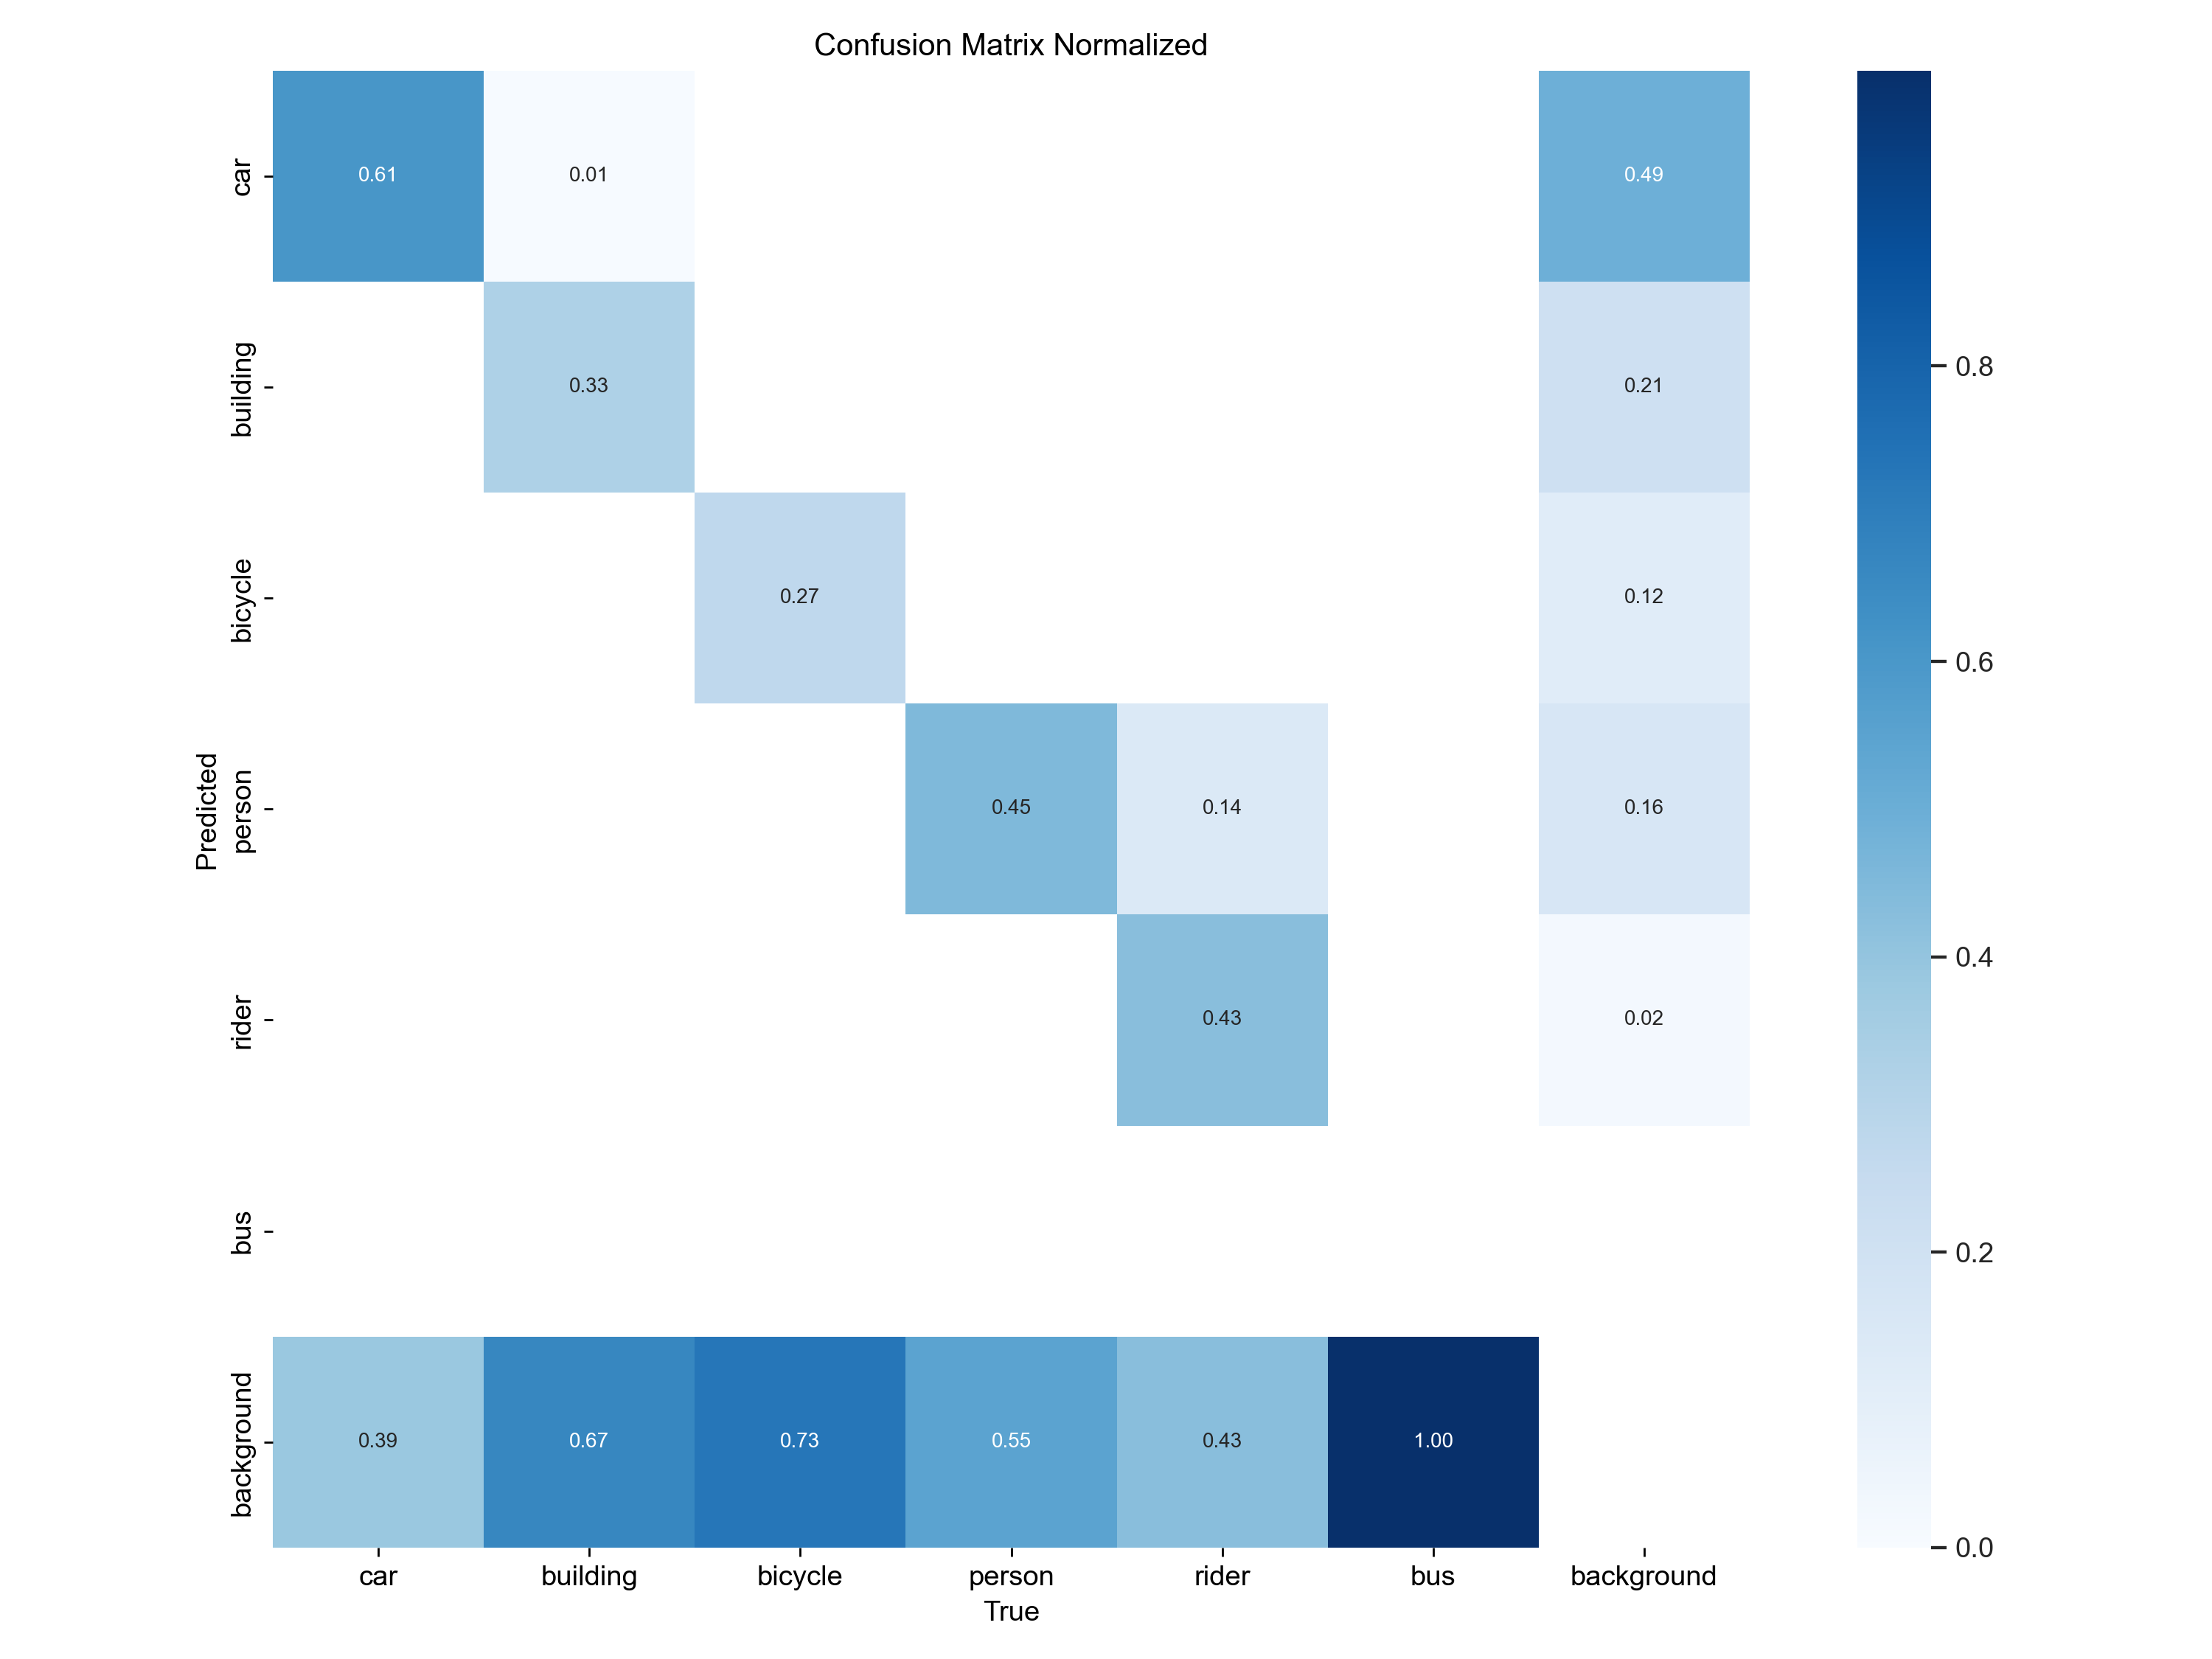 Confusion Matrix Normalized
car
0.61
0.01
0.49
building
0.33
0.21
0.8
bicycle
0.27
0.12
0.6
Predicted
person
0.45
0.14
0.16
rider
0.43
0.02
0.4
bus
0.2
background
0.39
0.67
0.73
0.55
0.43
1.00
0.0
car building bicycle person rider bus background
True